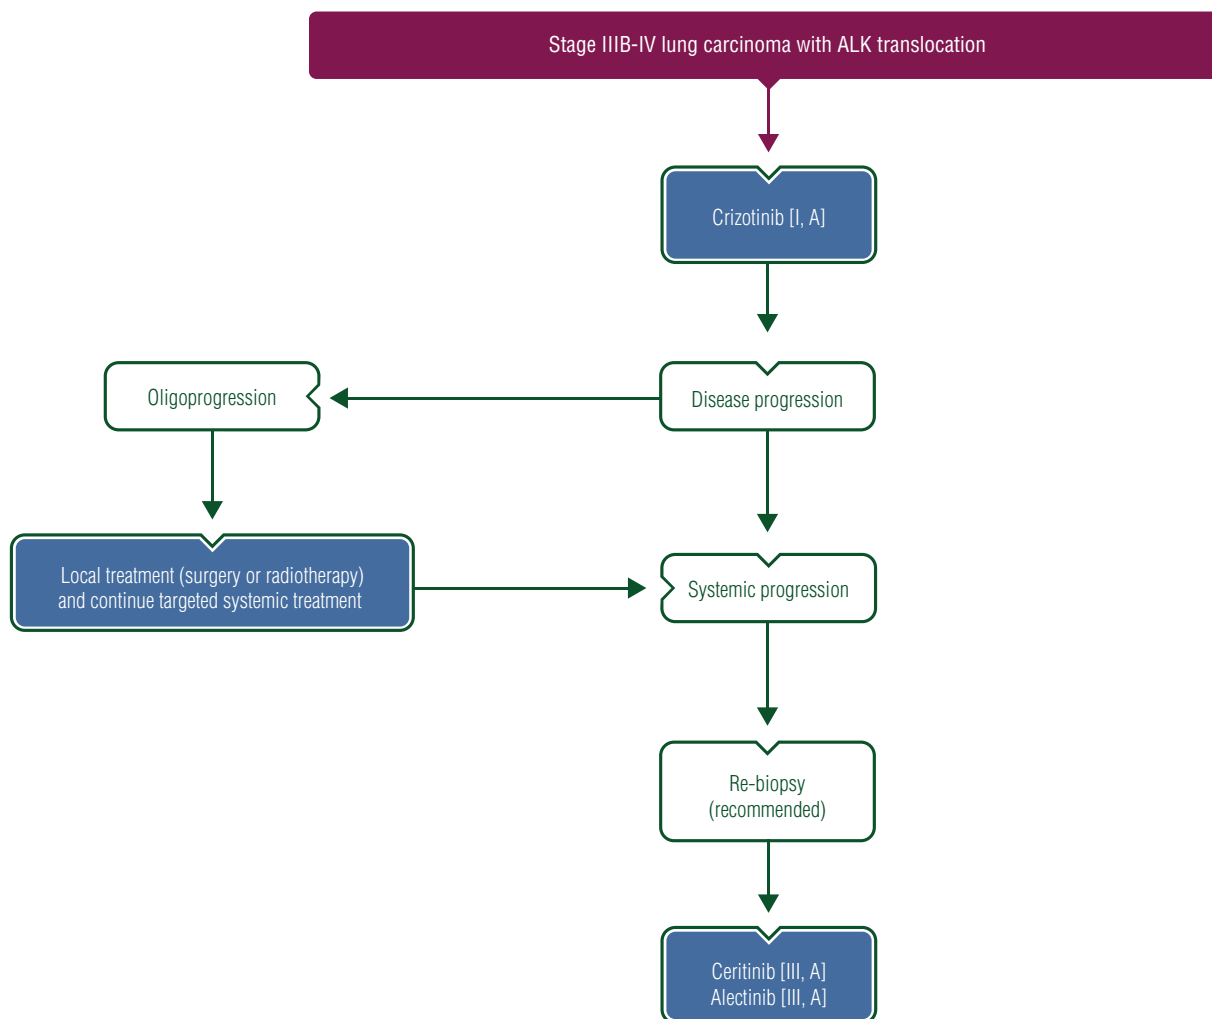 Stage IIIB-IV lung carcinoma with ALK translocation
Crizotinib [I, A]
Oligoprogression
Disease progression
Local treatment (surgery or radiotherapy)
and continue targeted systemic treatment
Systemic progression
Re-biopsy
(recommended)
Ceritinib [III, A]
Alectinib [III, A]